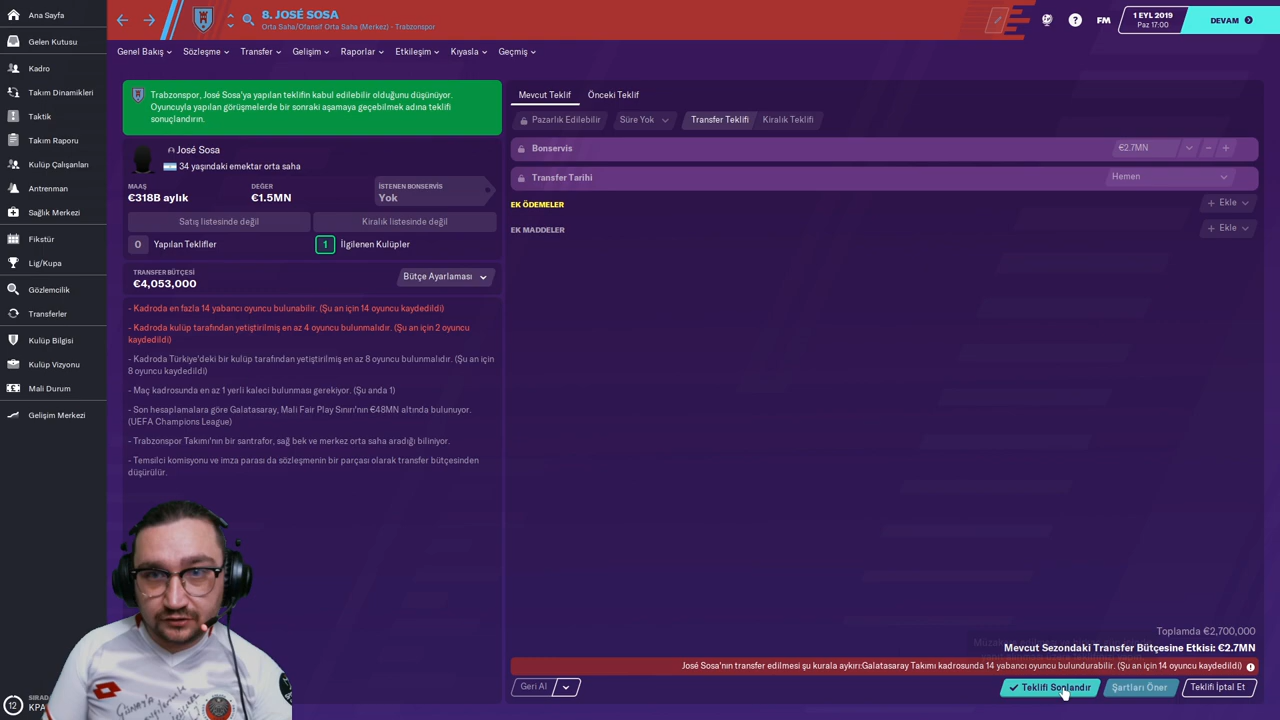 Ana Sayfa
Gelen Kutusu
Kadro
Takım Dinamikleri
Taktik
Takım Raporu
Kulüp Çalışanları
Antrenman
Sağlık Merkezi
Fikstür
Lig/Kupa
Gözlemcilik
Transferler
Kulüp Bilgisi
Kulüp Vizyonu
Mali Durum
Gelişim Merkezi
12
KPA
8. JOSÉ SOSA
Orta Saha/Ofansif Orta Saha (Merkez) - Trabzonspor
?
FM
1 EYL 2019
Paz 17:00
DEVAM
Genel Bakış
Sözleşme
Transfer
Gelişim
Raporlar
Etkileşim
Kıyasla
Geçmiş
Trabzonspor, José Sosa'ya yapılan teklifin kabul edilebilir olduğunu düşünüyor.
Oyuncuyla yapılan görüşmelerde bir sonraki aşamaya geçebilmek adına teklifi
sonuçlandırın.
José Sosa
34 yaşındaki emektar orta saha
MAAŞ
€318B aylık
DEĞER
€1.5MN
İSTENEN BONSERVİS
Yok
Satış listesinde değil
Kiralık listesinde değil
0 Yapılan Teklifler
1 İlgilenen Kulüpler
TRANSFER BÜTÇESİ
€4,053,000
Bütçe Ayarlaması
- Kadroda en fazla 14 yabancı oyuncu bulunabilir. (Şu an için 14 oyuncu kaydedildi)
- Kadroda kulüp tarafından yetiştirilmiş en az 4 oyuncu bulunmalıdır. (Şu an için 2 oyuncu
kaydedildi)
- Kadroda Türkiye'deki bir kulüp tarafından yetiştirilmiş en az 8 oyuncu bulunmalıdır. (Şu an için
8 oyuncu kaydedildi)
- Maç kadrosunda en az 1 yerli kaleci bulunması gerekiyor. (Şu anda 1)
- Son hesaplamalara göre Galatasaray, Mali Fair Play Sınırı'nın €48MN altında bulunuyor.
(UEFA Champions League)
- Trabzonspor Takımı'nın bir santrafor, sağ bek ve merkez orta saha aradığı biliniyor.
- Temsilci komisyonu ve imza parası da sözleşmenin bir parçası olarak transfer bütçesinden
düşürülür.
Mevcut Teklif
Önceki Teklif
Pazarlık Edilebilir
Süre Yok
Transfer Teklifi
Kiralık Teklifi
Bonservis
€2.7MN
Transfer Tarihi
Hemen
EK ÖDEMELER
+ Ekle
EK MADDELER
+ Ekle
Toplamda €2,700,000
Mevcut Sezondaki Transfer Bütçesine Etkisi: €2.7MN
José Sosa'nın transfer edilmesi şu kurala aykırı:Galatasaray Takımı kadrosunda 14 yabancı oyuncu bulundurabilir. (Şu an için 14 oyuncu kaydedildi)
Geri Al
Teklifi Sonlandır
Şartları Öner
Teklifi İptal Et